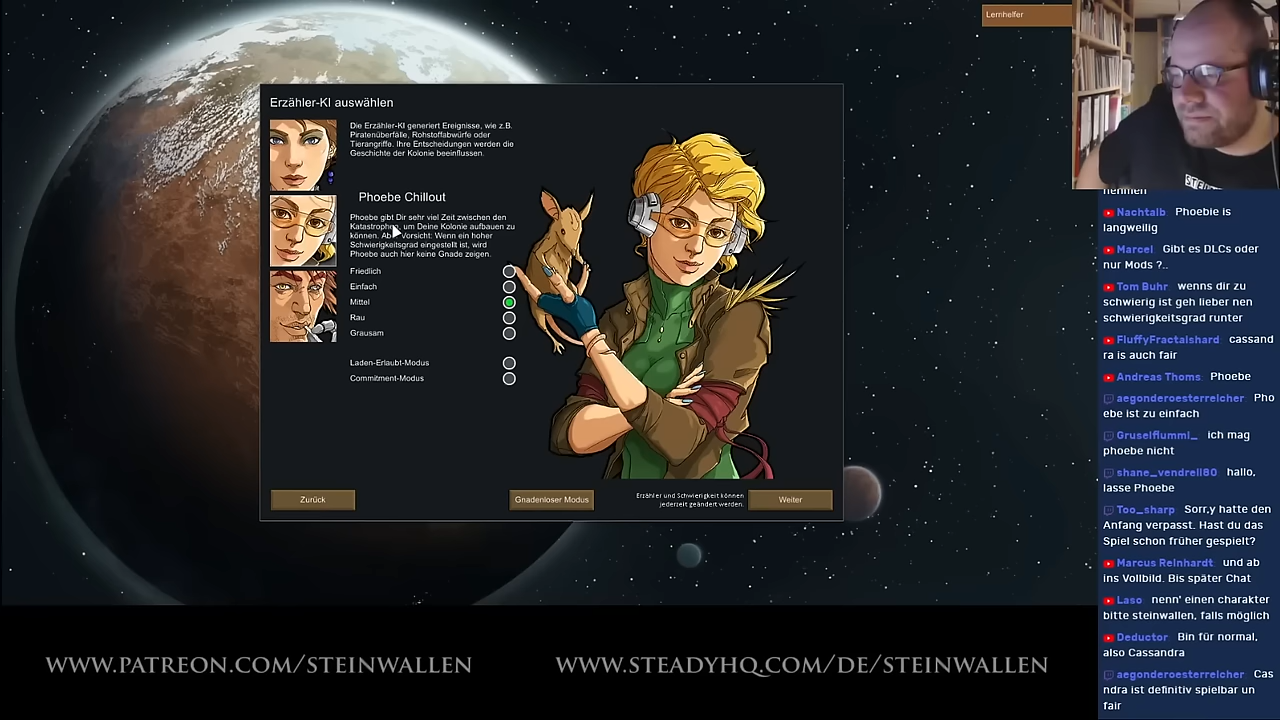 Lernhelfer
Erzähler-KI auswählen
Die Erzähler-KI generiert Ereignisse, wie z.B.
Piratenüberfälle, Rohstoffabwürfe oder
Tierangriffe. Ihre Entscheidungen werden die
Geschichte der Kolonie beeinflussen.
Phoebe Chillout
Phoebe gibt Dir sehr viel Zeit zwischen den
um Deine Kolonie aufbauen zu
können. Vorsicht: Wenn ein hoher
Schwierigkeitsgrad eingestellt ist, wird
Phoebe auch hier keine Gnade zeigen.
Friedlich
Einfach
Mittel
Rau
Grausam
Laden-Erlaubt-Modus
Commitment-Modus
Zurück
Gnadenloser Modus
Erzähler und Schwierigkeit können
jederzeit geändert werden.
Weiter
nehmen
Nachtalb Phoebie is
langweilig
Marcel Gibt es DLCs oder
nur Mods ?..
Tom Buhr wenns dir zu
schwierig ist geh lieber nen
schwierigkeitsgrad runter
FluffyFractalshard cassand
ra is auch fair
Andreas Thoms Phoebe
aegonderoesterreicher Pho
ebe ist zu einfach
Gruselflummi_ ich mag
phoebe nicht
shane_vendrell80 hallo,
lasse Phoebe
Too_sharp Sorr,y hatte den
Anfang verpasst. Hast du das
Spiel schon früher gespielt?
Marcus Reinhardt und ab
ins Vollbild. Bis später Chat
Laso nenn' einen charakter
bitte steinwallen, falls möglich
Deductor Bin für normal,
also Cassandra
aegonderoesterreicher Cas
ndra ist definitiv spielbar un
fair
WWW.PATREON.COM/STEINWALLEN
WWW.STEADYHQ.COM/DE/STEINWALLEN